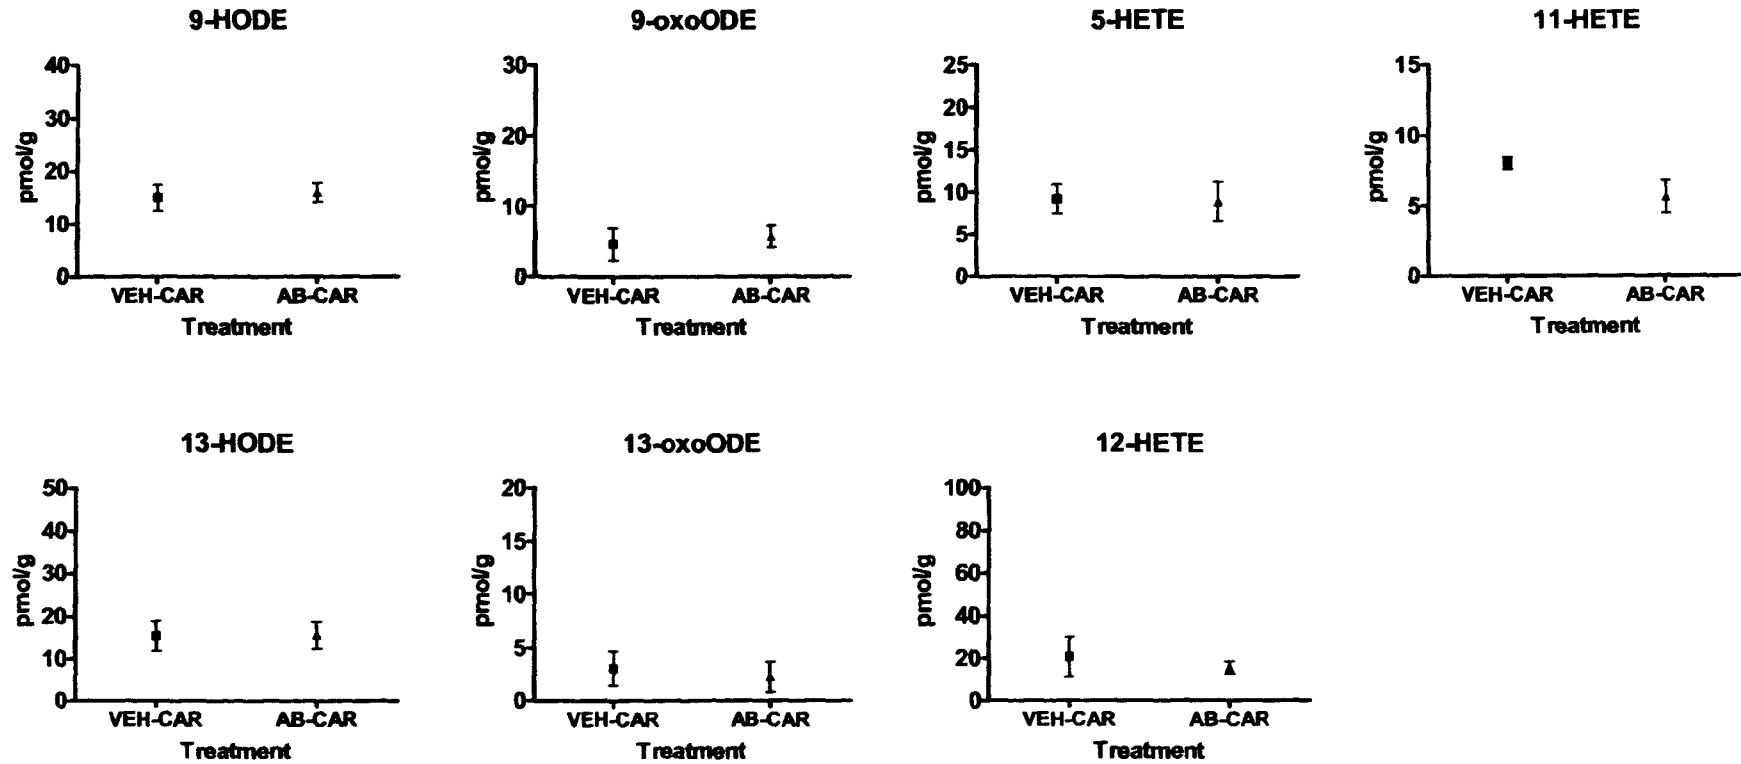 9-HODE
40
30
20
10
0
pmol/g
VEH-CAR AB-CAR
Treatment
9-oxoODE
30
20
10
0
pmol/g
VEH-CAR AB-CAR
Treatment
5-HETE
25
20
15
10
5
0
pmol/g
VEH-CAR AB-CAR
Treatment
11-HETE
15
10
5
0
pmol/g
VEH-CAR AB-CAR
Treatment
13-HODE
50
40
30
20
10
0
pmol/g
VEH-CAR AB-CAR
Treatment
13-oxoODE
20
15
10
5
0
pmol/g
VEH-CAR AB-CAR
Treatment
12-HETE
100
80
60
40
20
0
pmol/g
VEH-CAR AB-CAR
Treatment